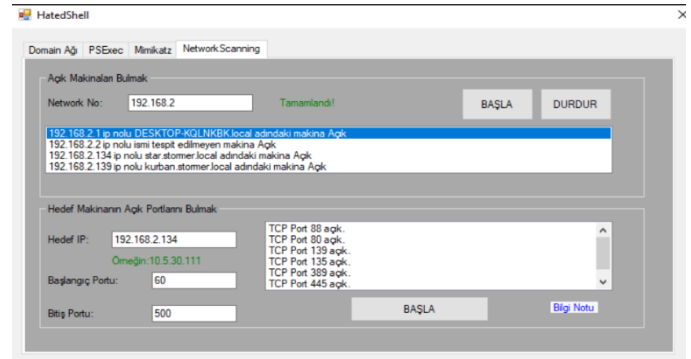 HatedShell
Domain Ağı PSExec Mimikatz NetworkScanning
Açık Makinaları Bulmak
Network No: 192.168.2 Tamamlandı! BAŞLA DURDUR
192.168.2.1 ip nolu DESKTOP-KQLNKBK.local adındaki makina Açık
192.168.2.2 ip nolu ismi tespit edilmeyen makina Açık
192.168.2.134 ip nolu star.stormer.local adındaki makina Açık
192.168.2.139 ip nolu kurban.stormer.local adındaki makina Açık
Hedef Makinanın Açık Portlarını Bulmak
Hedef IP: 192.168.2.134
Örneğin:10.5.30.111
Başlangıç Portu: 60
Bitiş Portu: 500
TCP Port 88 açık.
TCP Port 80 açık.
TCP Port 139 açık.
TCP Port 135 açık.
TCP Port 389 açık.
TCP Port 445 açık.
BAŞLA
Bilgi Notu